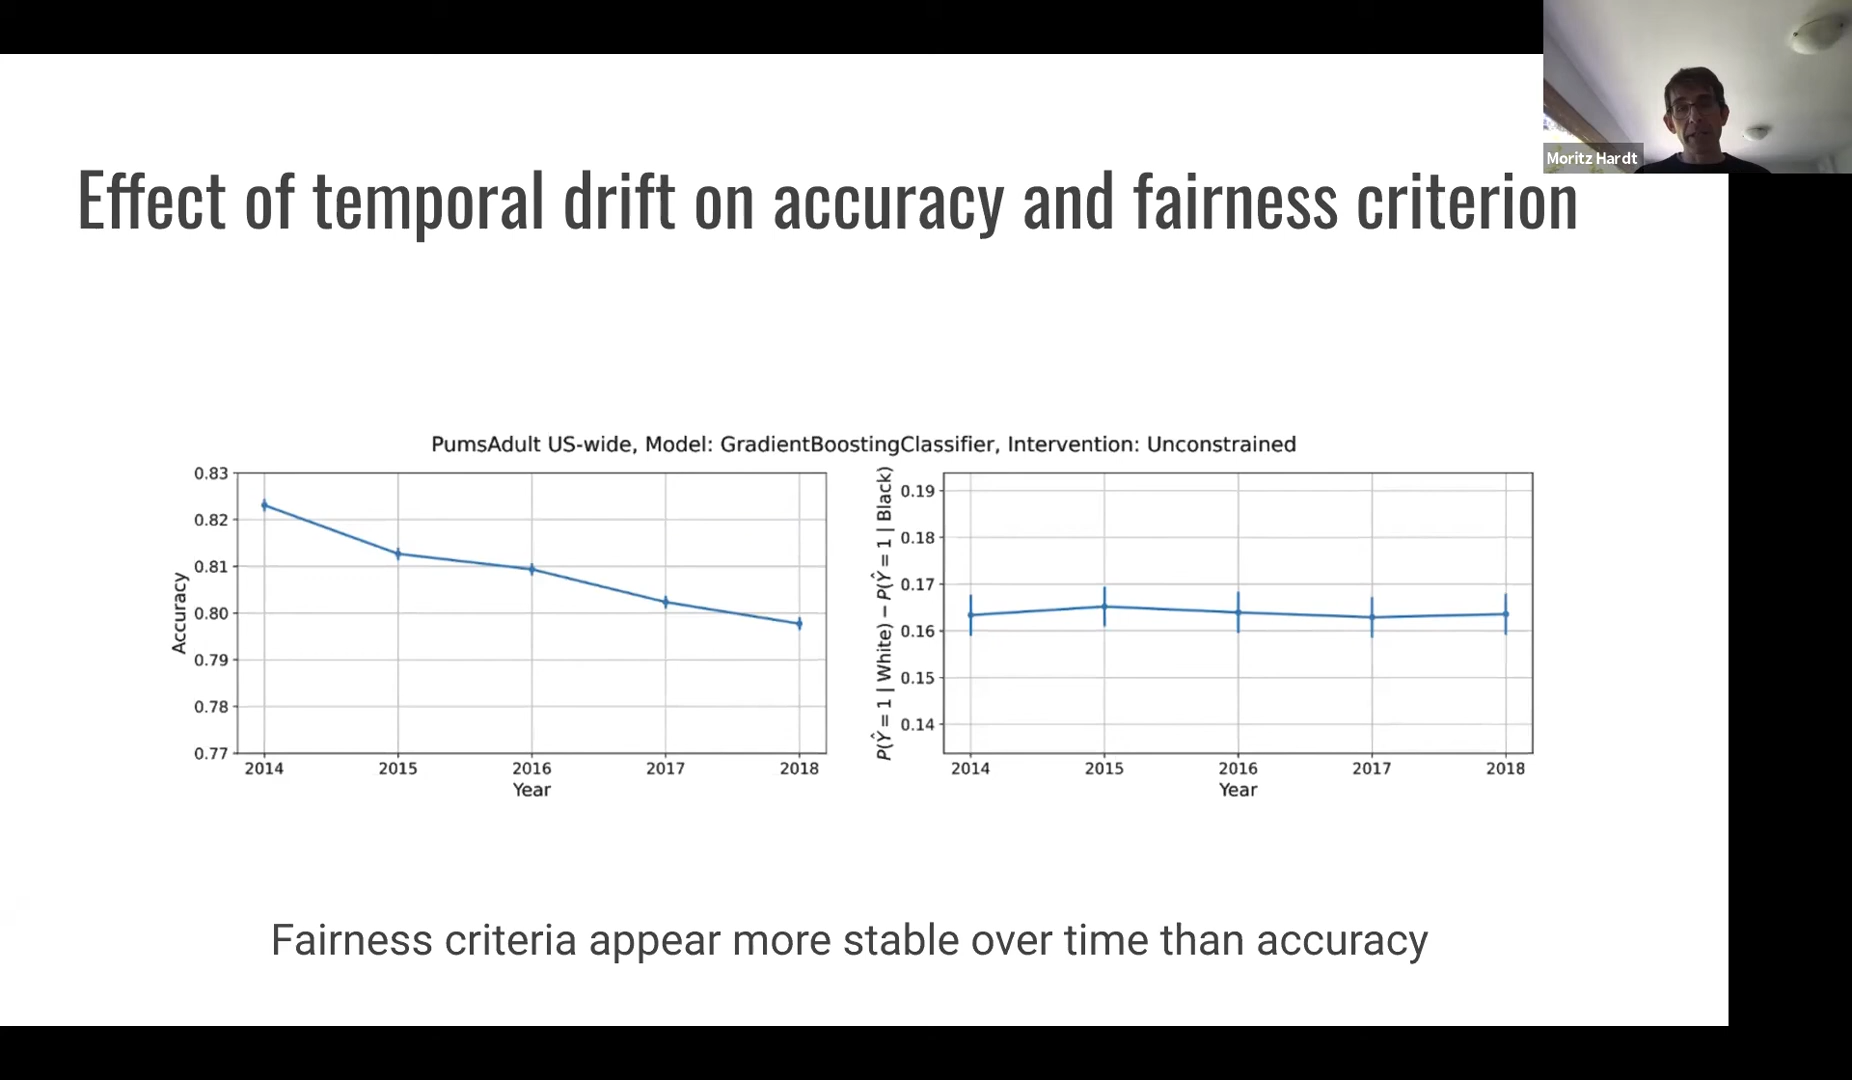 Moritz Hardt
Effect of temporal drift on accuracy and fairness criterion
PumsAdult US-wide, Model: GradientBoostingClassifier, Intervention: Unconstrained
Accuracy
0.83
0.82
0.81
0.80
0.79
0.78
0.77
2014 2015 2016 2017 2018
Year
P(Ŷ = 1 | White) − P(Ŷ = 1 | Black)
0.19
0.18
0.17
0.16
0.15
0.14
2014 2015 2016 2017 2018
Year
Fairness criteria appear more stable over time than accuracy